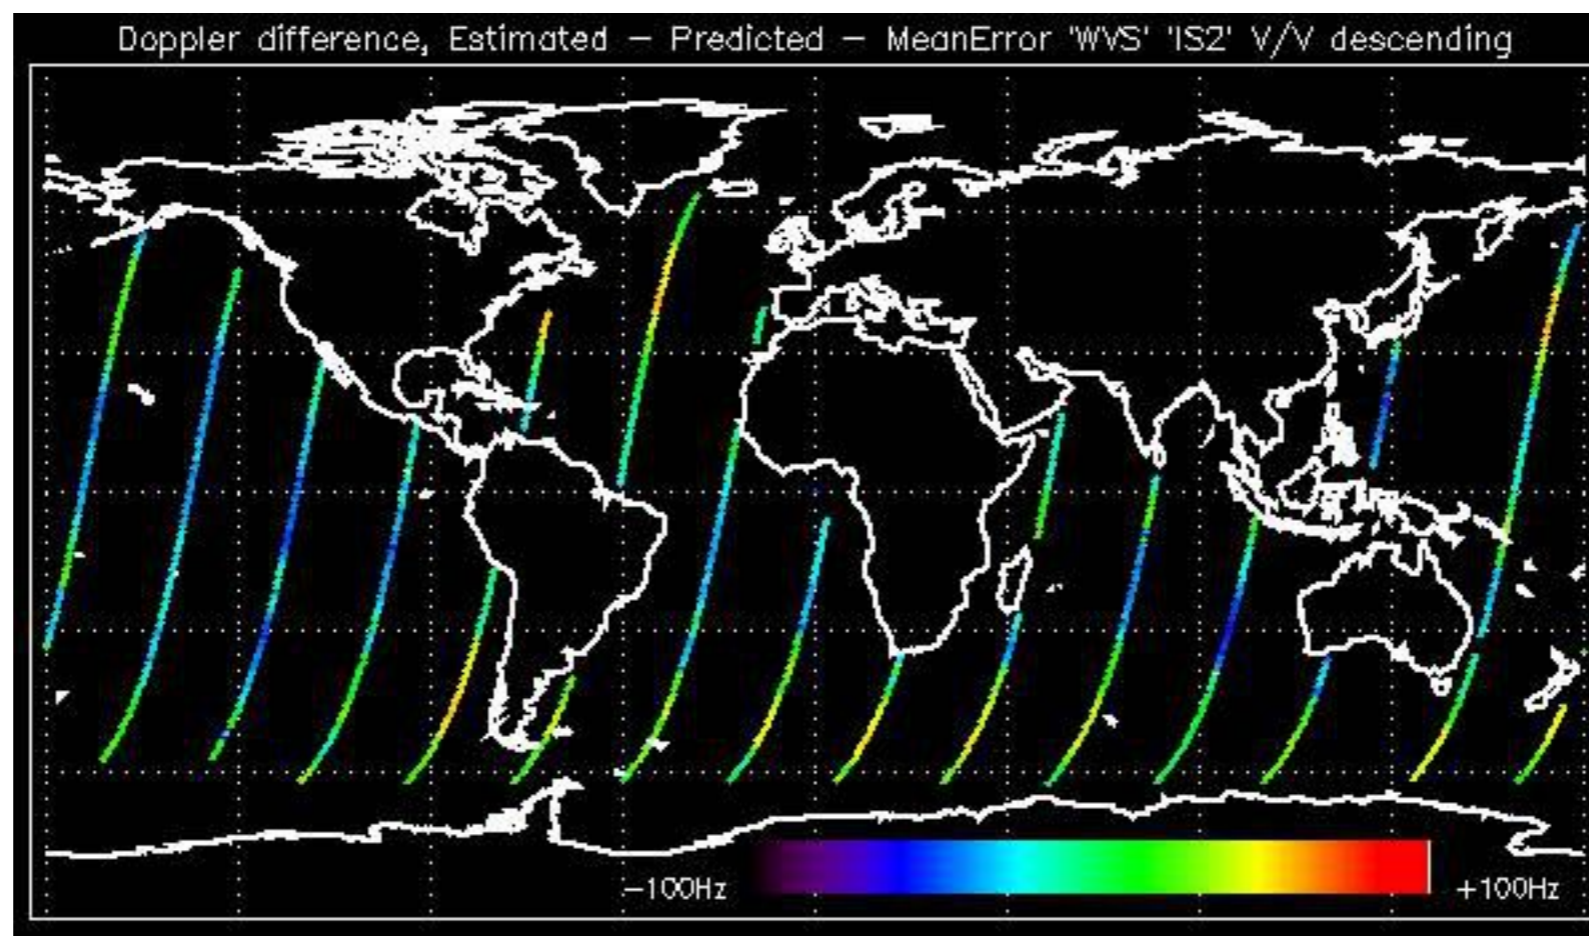 Doppler difference, Estimated – Predicted – MeanError 'WVS' 'IS2' V/V descending
–100Hz
+100Hz